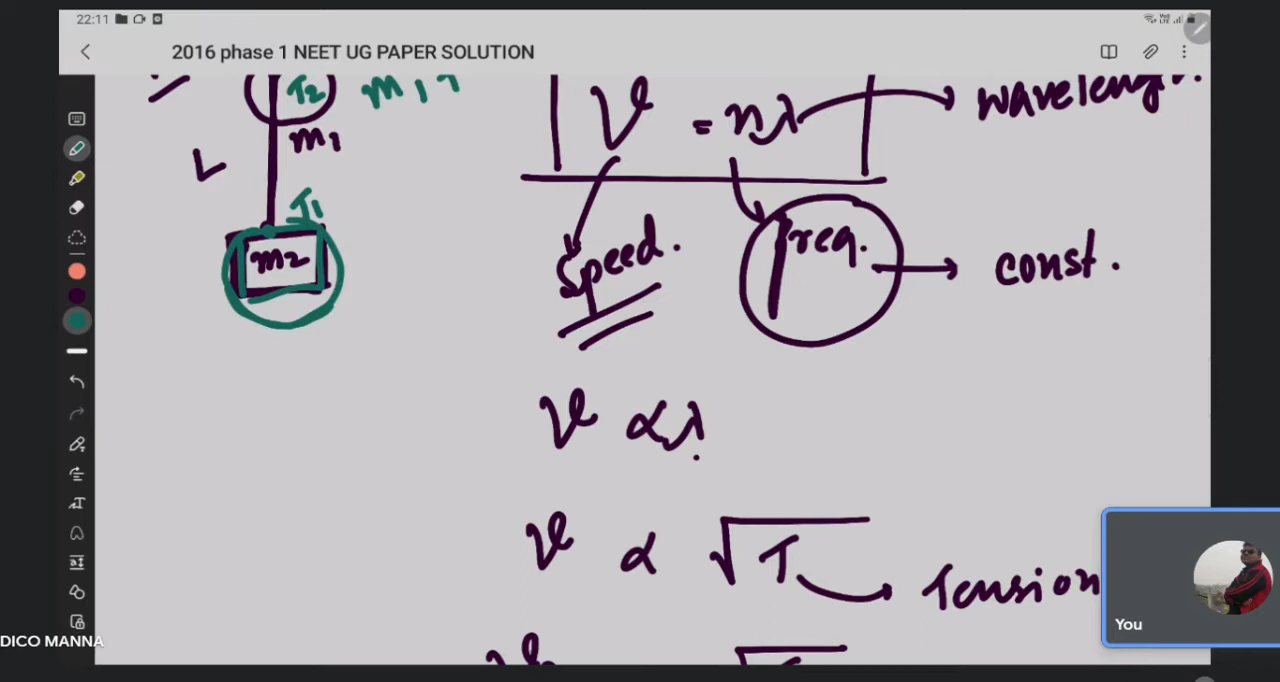 22:11
2016 phase 1 NEET UG PAPER SOLUTION
T2
m1
m1
L
T1
m2
v = nλ → wavelength.
speed.
freq. → const.
v ∝ λ
v ∝ √T → Tension
You
DICO MANNA